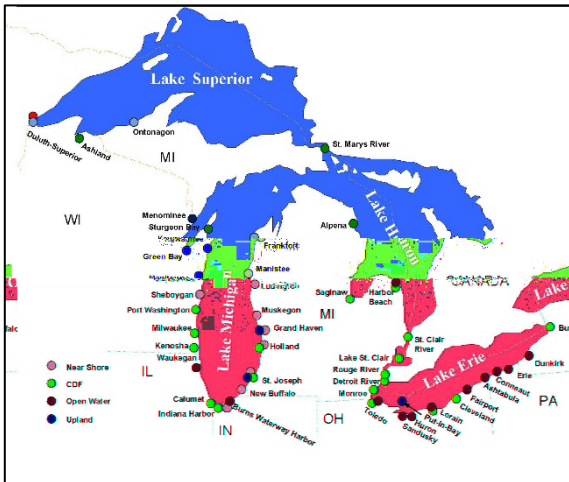 Lake Superior
Duluth-Superior
Ashland
Ontonagon
MI
St. Marys River
WI
Menominee
Sturgeon Bay
Green Bay
Frankfort
Manistee
Ludington
Alpena
Lake Huron
CANADA
Saginaw
Harbor
Beach
MI
Sheboygan
Port Washington
Milwaukee
Kenosha
Waukegan
Lake Michigan
Muskegon
Grand Haven
Holland
St. Joseph
New Buffalo
Calumet
Indiana Harbor
Burns Waterway Harbor
IL
IN
OH
PA
St. Clair
River
Lake St. Clair
Rouge River
Detroit River
Monroe
Toledo
Lake Erie
Put-In-Bay
Huron
Sandusky
Lorain
Cleveland
Fairport
Ashtabula
Conneaut
Erie
Dunkirk
Bu
Lake
Near Shore
CDF
Open Water
Upland